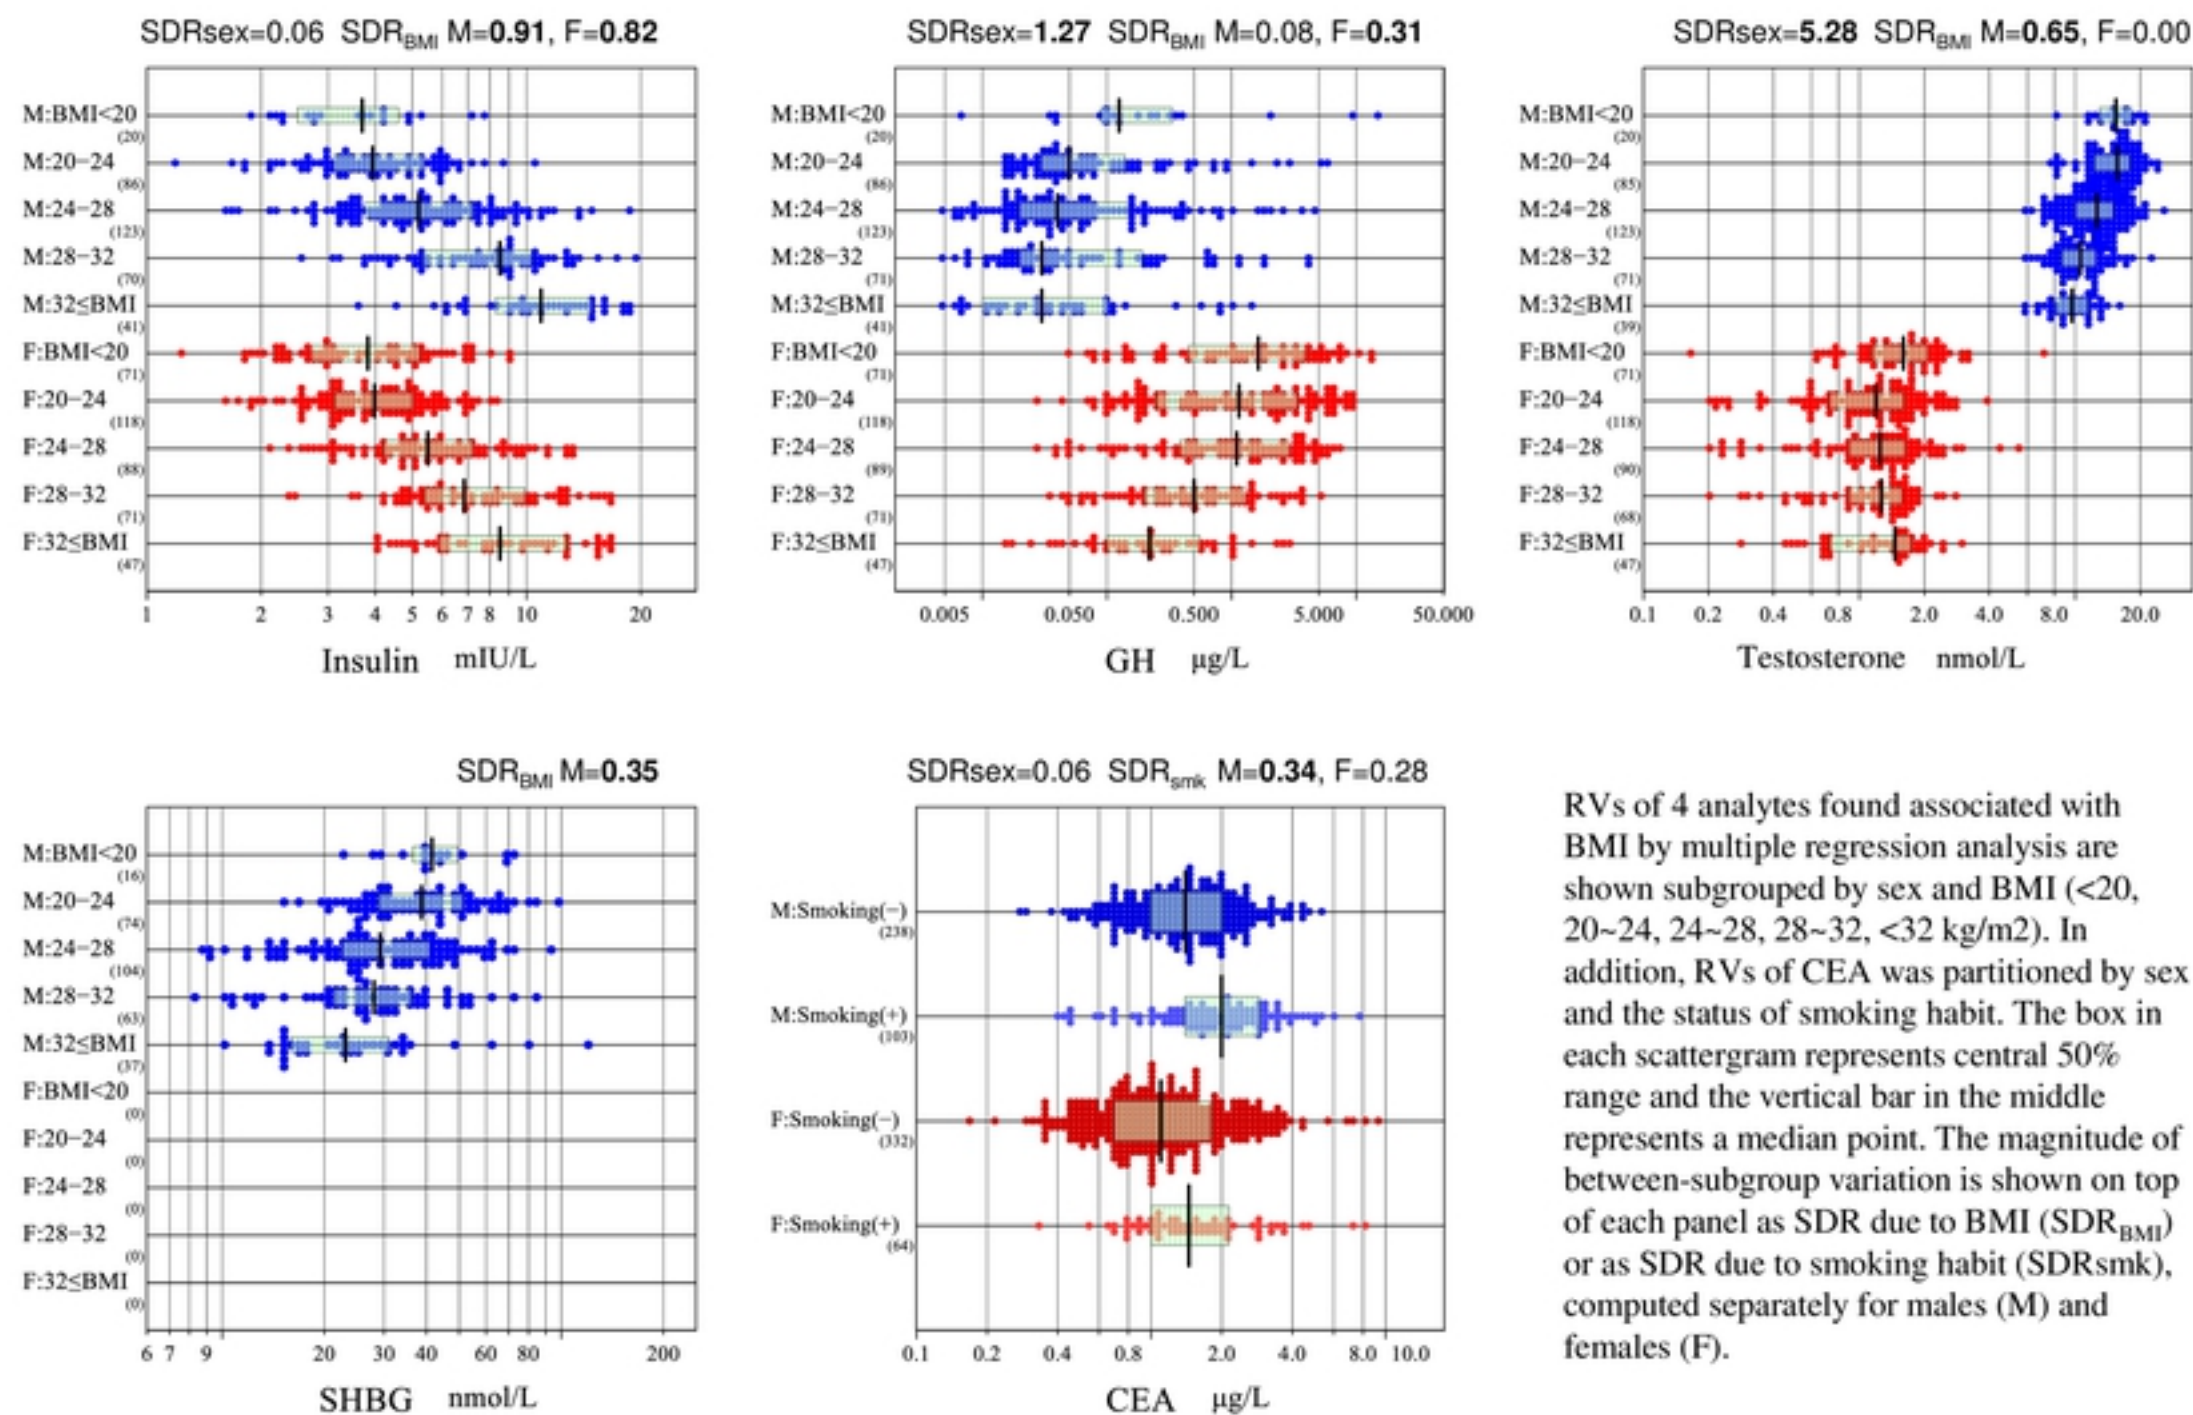 SDRsex=0.06 SDRBMI M=0.91, F=0.82
M:BMI<20
(20)
M:20−24
(86)
M:24−28
(123)
M:28−32
(70)
M:32≤BMI
(41)
F:BMI<20
(71)
F:20−24
(118)
F:24−28
(88)
F:28−32
(71)
F:32≤BMI
(47)
1 2 3 4 5 6 7 8 10 20
Insulin mIU/L
SDRsex=1.27 SDRBMI M=0.08, F=0.31
M:BMI<20
(20)
M:20−24
(86)
M:24−28
(123)
M:28−32
(71)
M:32≤BMI
(41)
F:BMI<20
(71)
F:20−24
(118)
F:24−28
(89)
F:28−32
(71)
F:32≤BMI
(47)
0.005 0.050 0.500 5.000 50.000
GH μg/L
SDRsex=5.28 SDRBMI M=0.65, F=0.00
M:BMI<20
(20)
M:20−24
(85)
M:24−28
(123)
M:28−32
(71)
M:32≤BMI
(39)
F:BMI<20
(71)
F:20−24
(118)
F:24−28
(90)
F:28−32
(68)
F:32≤BMI
(47)
0.1 0.2 0.4 0.8 2.0 4.0 8.0 20.0
Testosterone nmol/L
SDRBMI M=0.35
M:BMI<20
(16)
M:20−24
(74)
M:24−28
(104)
M:28−32
(63)
M:32≤BMI
(37)
F:BMI<20
(0)
F:20−24
(0)
F:24−28
(0)
F:28−32
(0)
F:32≤BMI
(0)
6 7 9 20 30 40 60 80 200
SHBG nmol/L
SDRsex=0.06 SDRsmk M=0.34, F=0.28
M:Smoking(−)
(238)
M:Smoking(+)
(103)
F:Smoking(−)
(332)
F:Smoking(+)
(64)
0.1 0.2 0.4 0.8 2.0 4.0 8.0 10.0
CEA μg/L
RVs of 4 analytes found associated with
BMI by multiple regression analysis are
shown subgrouped by sex and BMI (<20,
20~24, 24~28, 28~32, <32 kg/m2). In
addition, RVs of CEA was partitioned by sex
and the status of smoking habit. The box in
each scattergram represents central 50%
range and the vertical bar in the middle
represents a median point. The magnitude of
between-subgroup variation is shown on top
of each panel as SDR due to BMI (SDRBMI)
or as SDR due to smoking habit (SDRsmk),
computed separately for males (M) and
females (F).